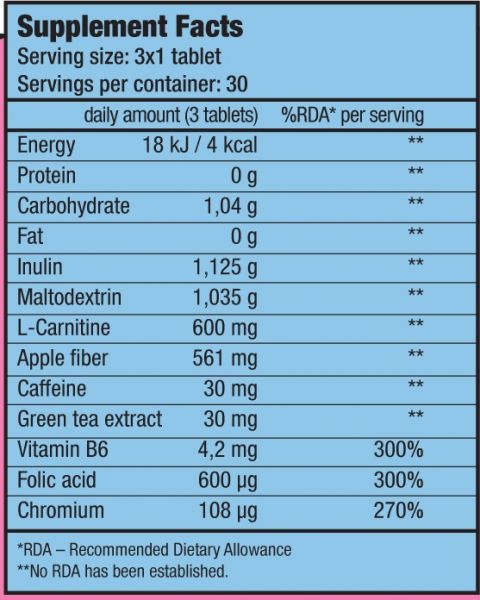 Supplement Facts
Serving size: 3x1 tablet
Servings per container: 30
daily amount (3 tablets) %RDA* per serving
Energy 18 kJ / 4 kcal **
Protein 0 g **
Carbohydrate 1,04 g **
Fat 0 g **
Inulin 1,125 g **
Maltodextrin 1,035 g **
L-Carnitine 600 mg **
Apple fiber 561 mg **
Caffeine 30 mg **
Green tea extract 30 mg **
Vitamin B6 4,2 mg 300%
Folic acid 600 µg 300%
Chromium 108 µg 270%
*RDA – Recommended Dietary Allowance
**No RDA has been established.